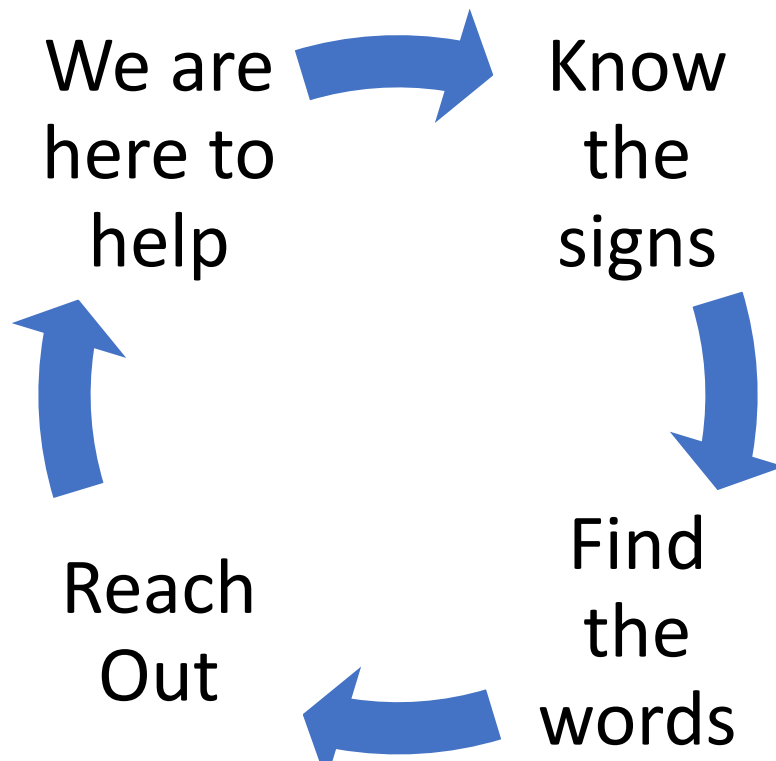 We are
here to
help
Know
the
signs
Find
the
words
Reach
Out